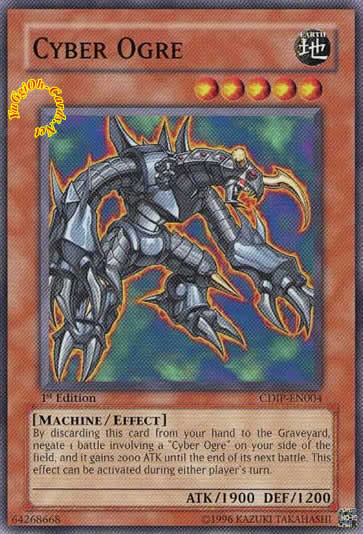 CYBER OGRE
EARTH
地
YuGiOh-Cards.Net
1st Edition
CDIP-EN004
[MACHINE / EFFECT]
By discarding this card from your hand to the Graveyard,
negate 1 battle involving a "Cyber Ogre" on your side of the
field, and it gains 2000 ATK until the end of its next battle. This
effect can be activated during either player's turn.
ATK/1900 DEF/1200
64268668
©1996 KAZUKI TAKAHASHI